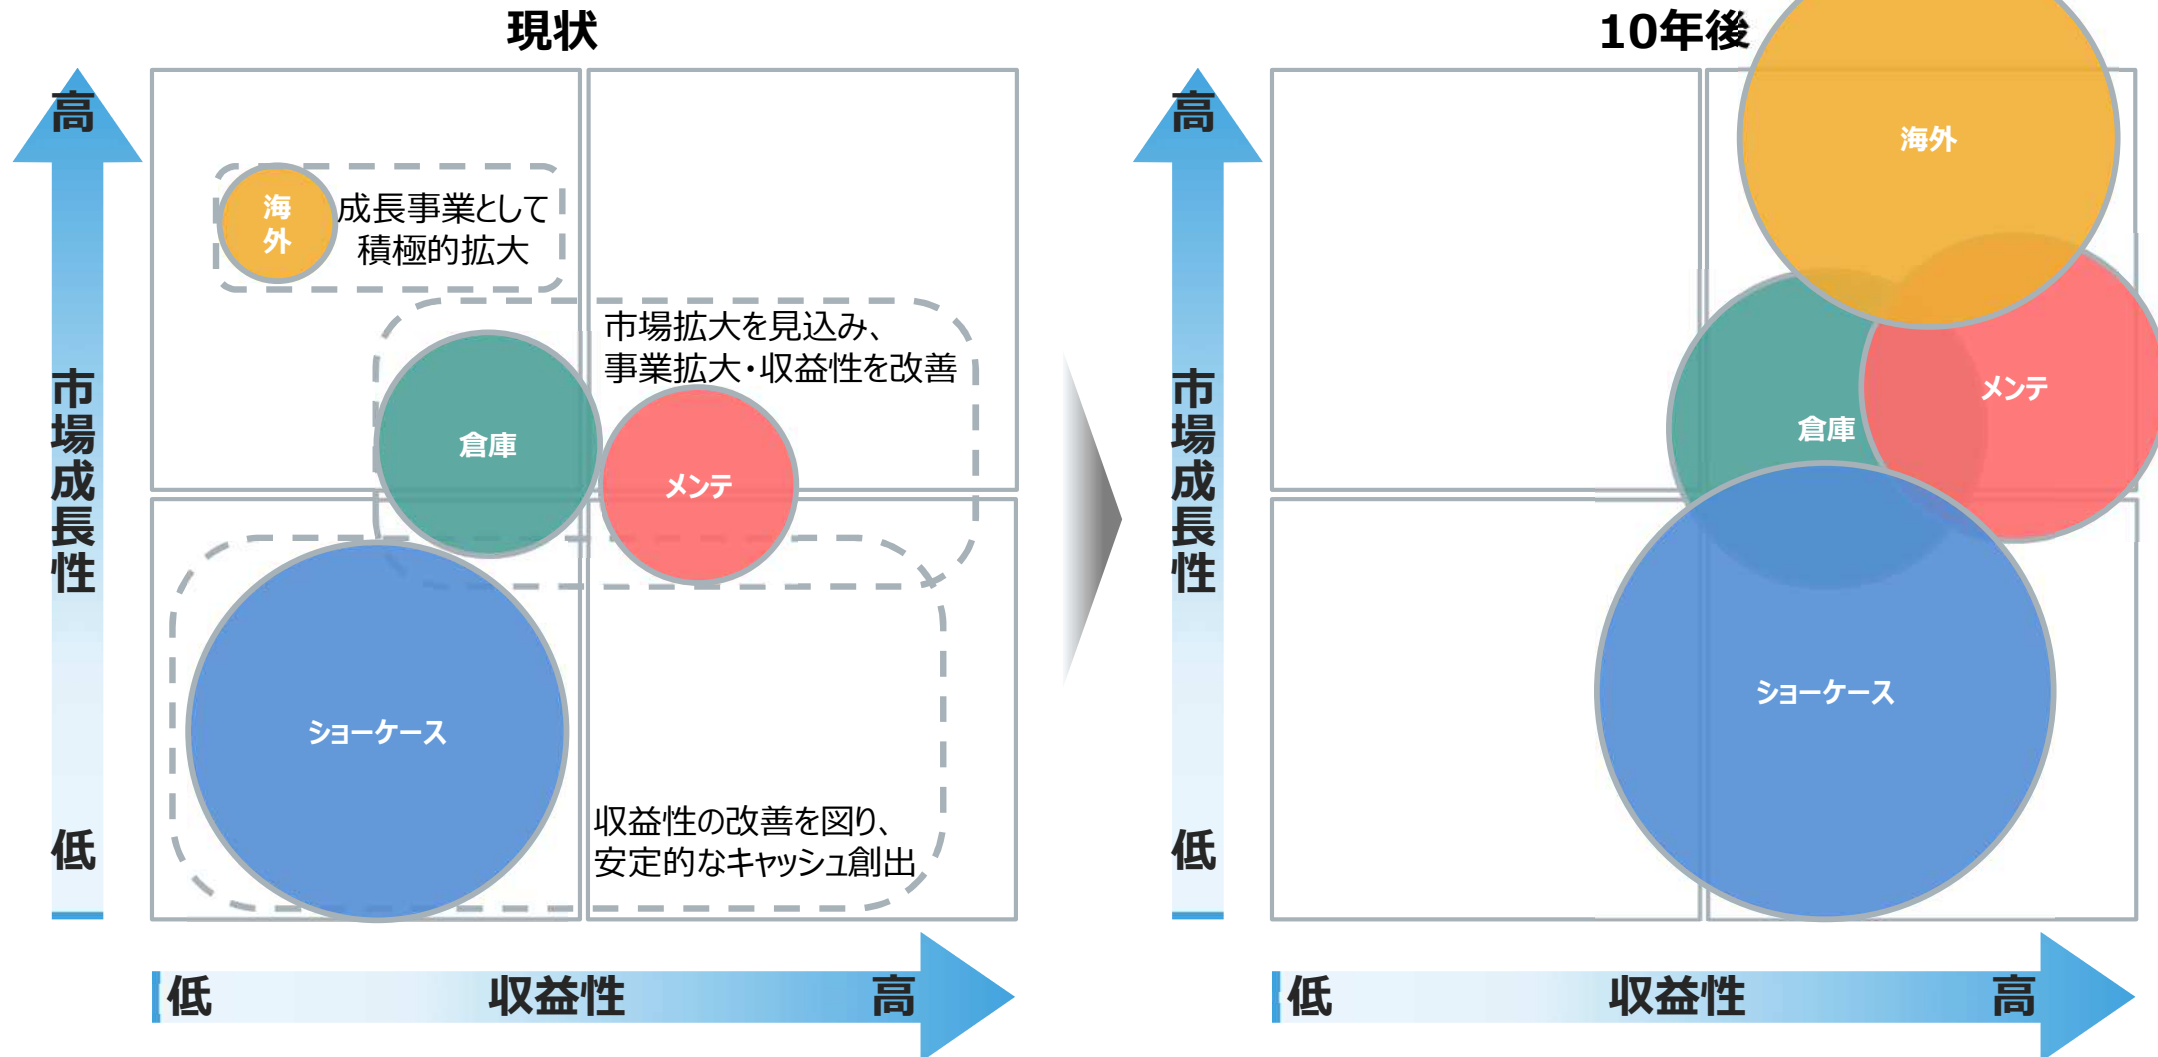 現状
高
市場成長性
低
海
外
成長事業として
積極的拡大
市場拡大を見込み、
事業拡大・収益性を改善
倉庫
メンテ
ショーケース
収益性の改善を図り、
安定的なキャッシュ創出
低
収益性
高
10年後
高
市場成長性
低
海外
メンテ
倉庫
ショーケース
低
収益性
高